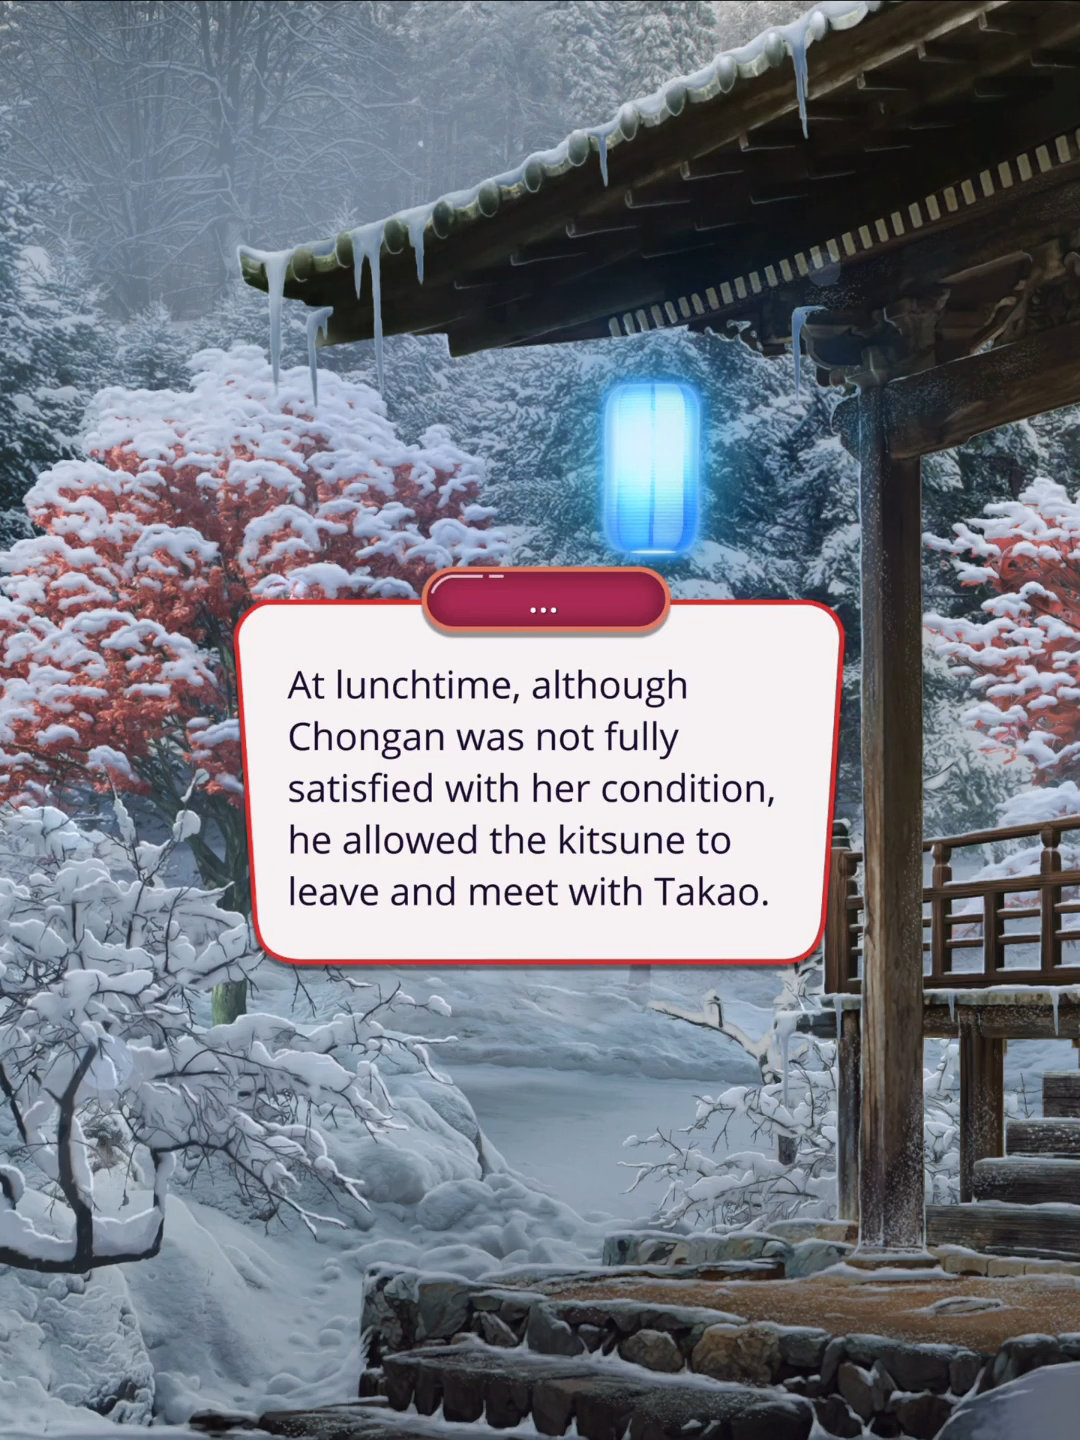 ...
At lunchtime, although
Chongan was not fully
satisfied with her condition,
he allowed the kitsune to
leave and meet with Takao.